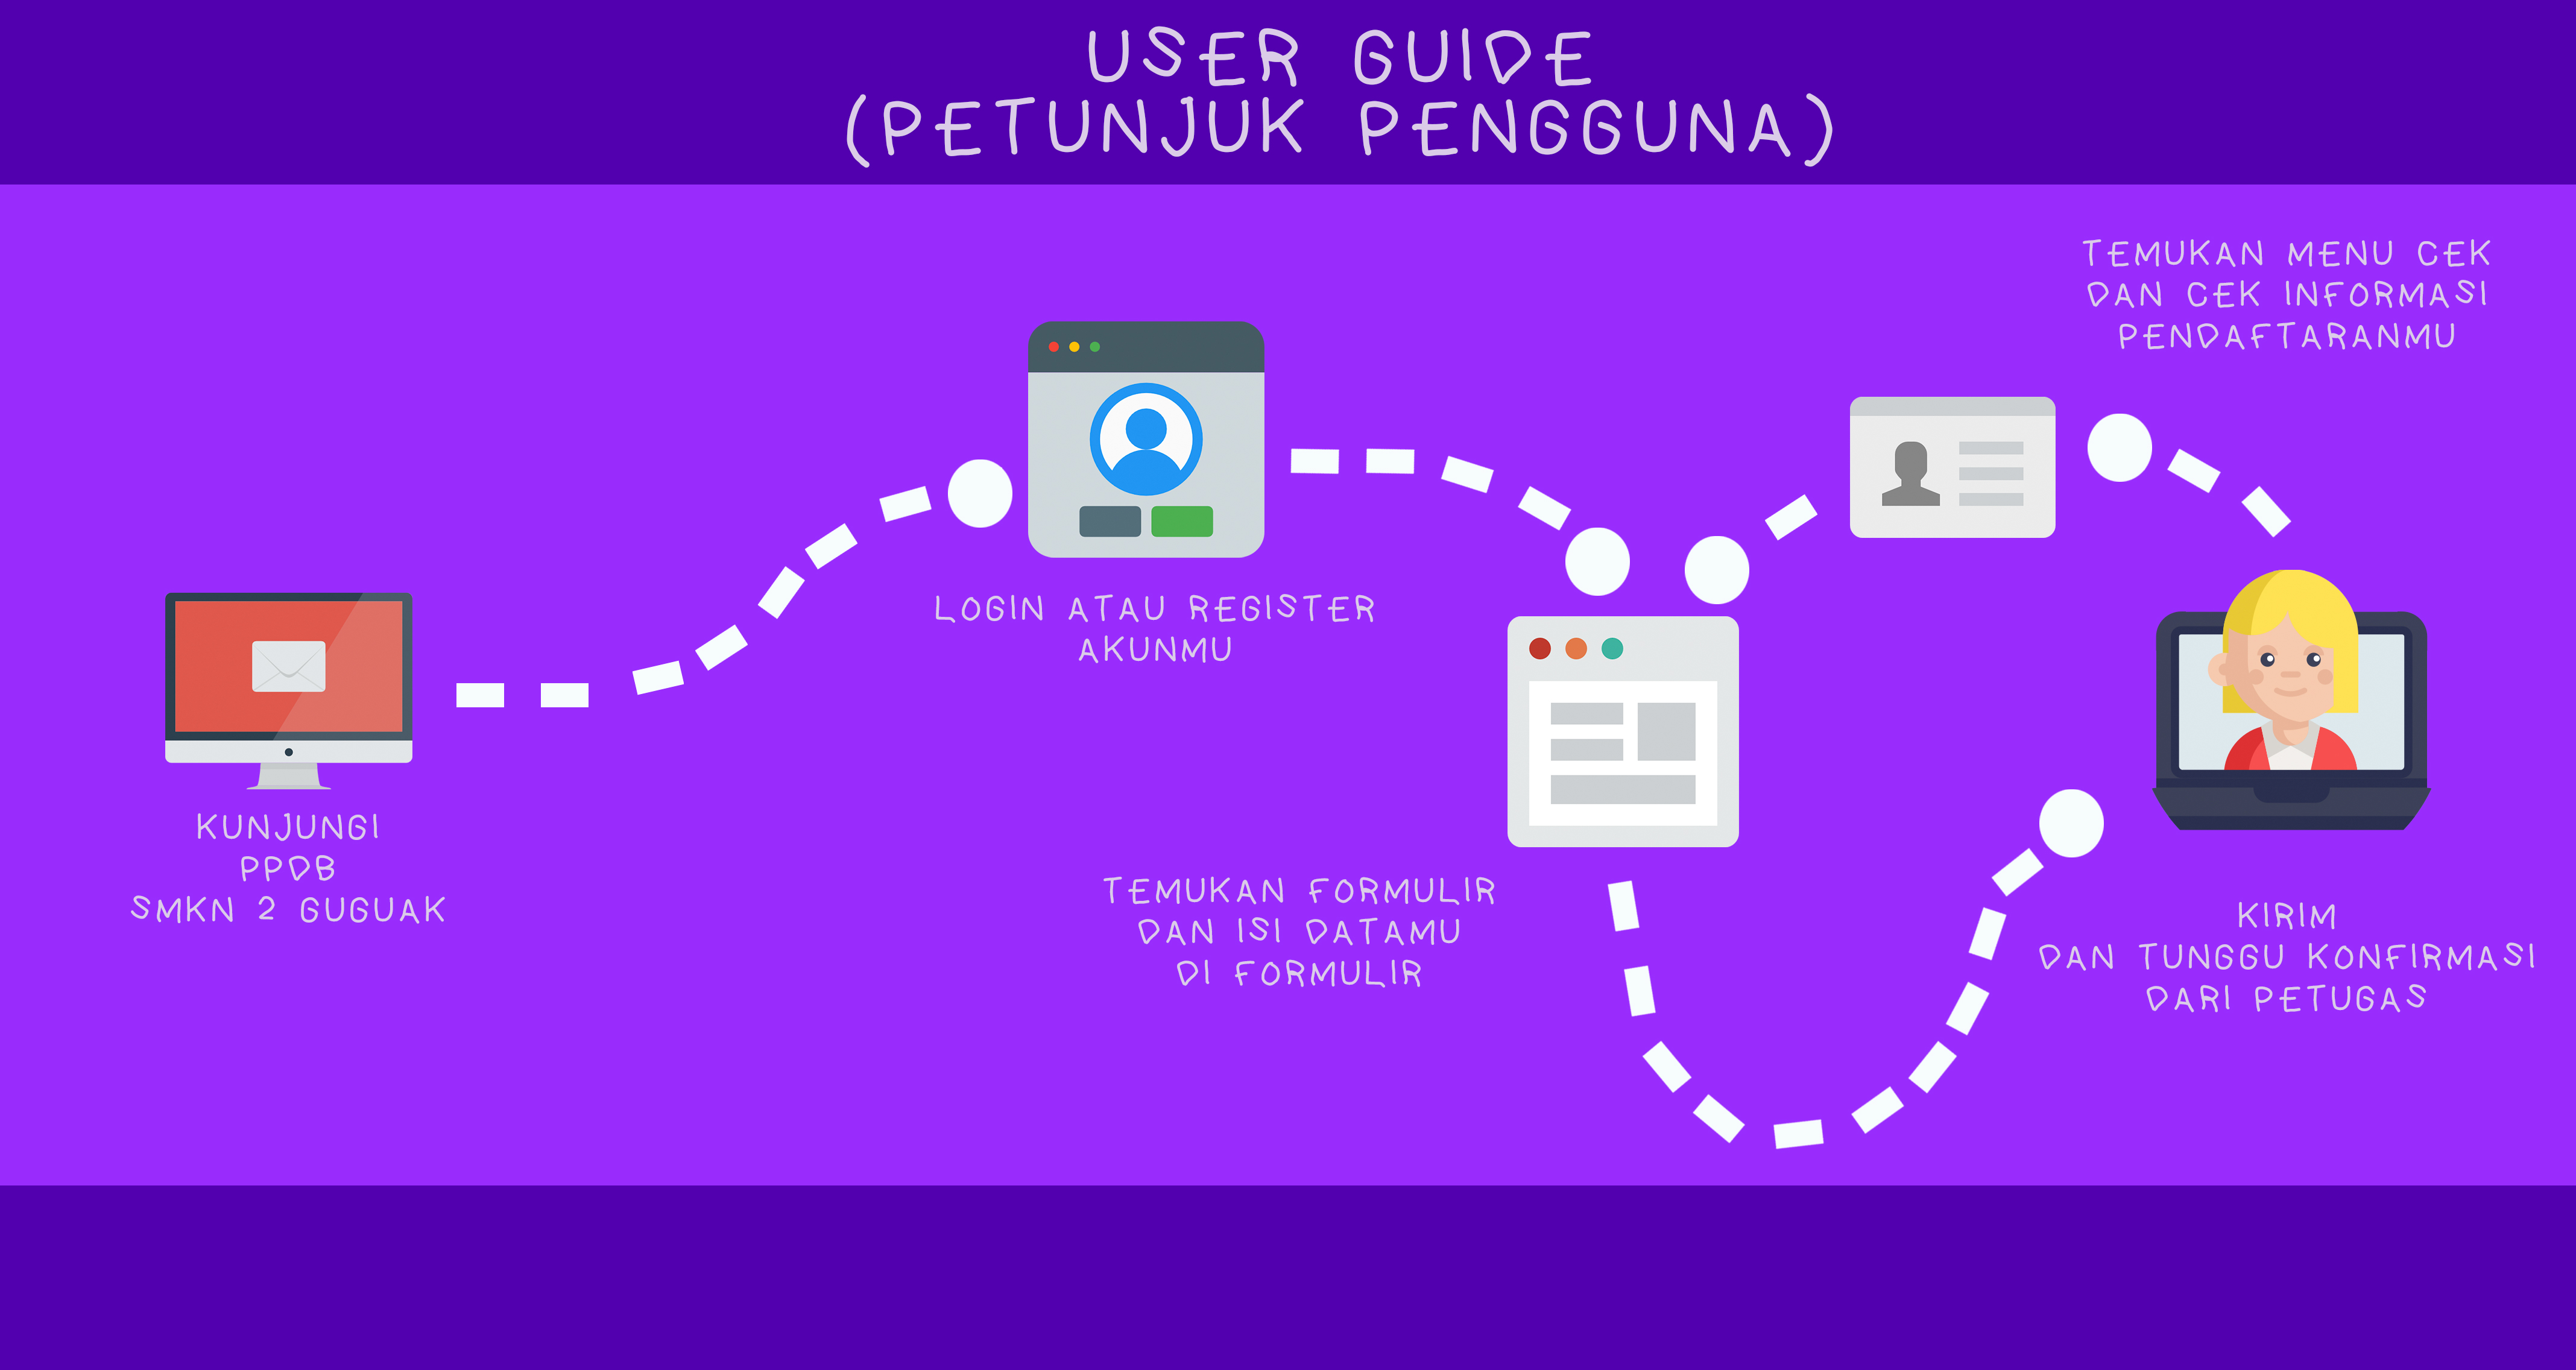 USER GUIDE
(PETUNJUK PENGGUNA)
KUNJUNGI
PPDB
SMKN 2 GUGUAK
LOGIN ATAU REGISTER
AKUNMU
TEMUKAN FORMULIR
DAN ISI DATAMU
DI FORMULIR
KIRIM
DAN TUNGGU KONFIRMASI
DARI PETUGAS
TEMUKAN MENU CEK
DAN CEK INFORMASI
PENDAFTARANMU